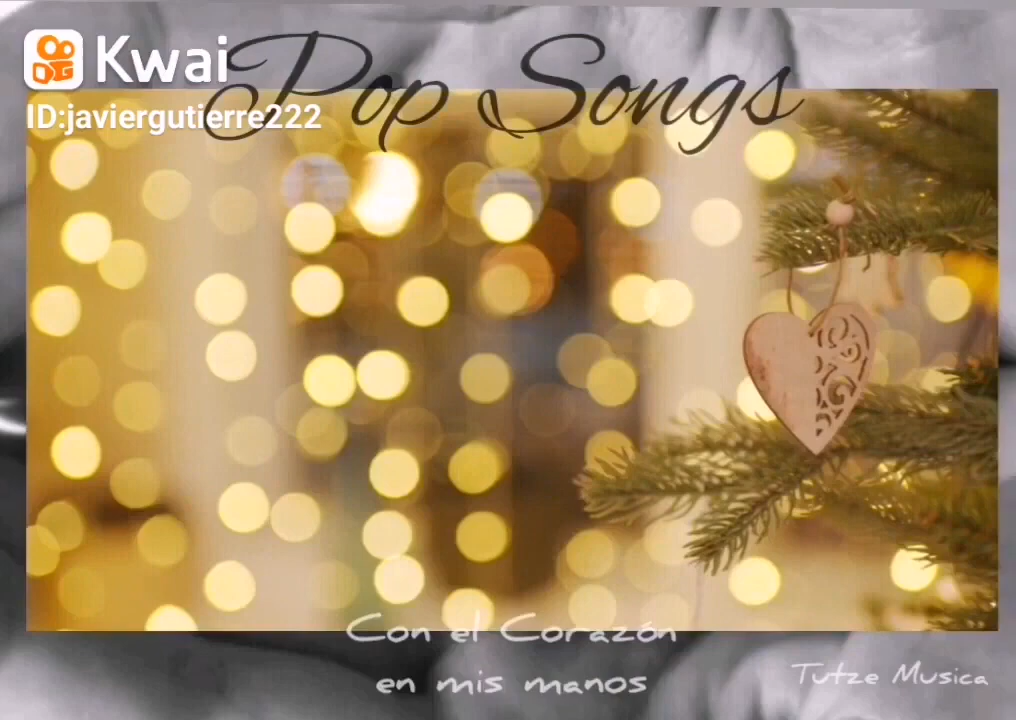 Kwai
Pop Songs
ID:javiergutierre222
Con el Corazón
en mis manos
Tutze Musica